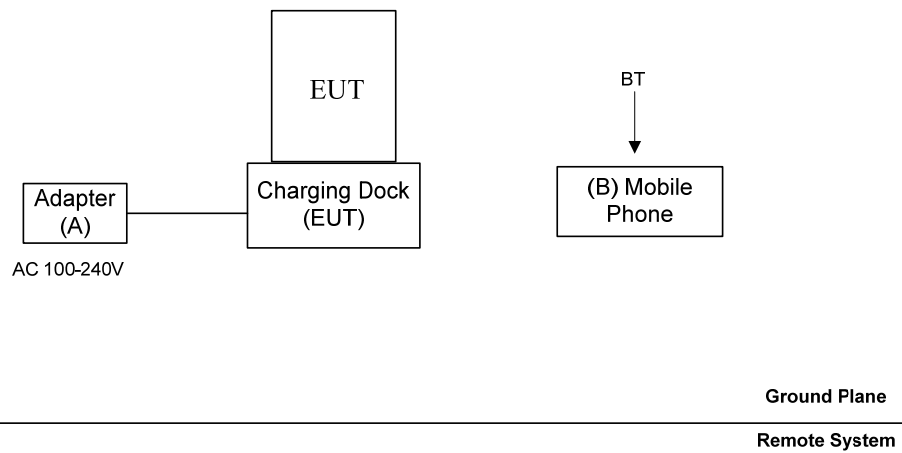 EUT
Charging Dock
(EUT)
Adapter
(A)
AC 100-240V
BT
(B) Mobile
Phone
Ground Plane
Remote System